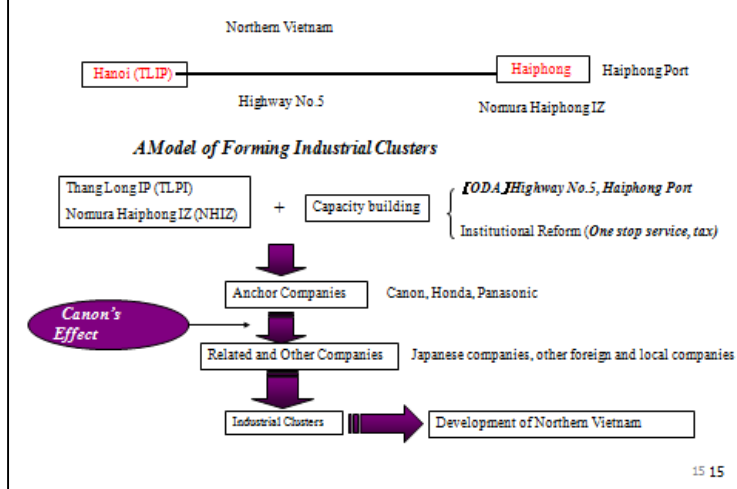 Northern Vietnam
Hanoi (TLIP)
Haiphong
Haiphong Port
Highway No.5
Nomura Haiphong IZ
A Model of Forming Industrial Clusters
Thang Long IP (TLPI)
Nomura Haiphong IZ (NHIZ)
+
Capacity building
【ODA】Highway No.5, Haiphong Port
Institutional Reform (One stop service, tax)
Anchor Companies
Canon, Honda, Panasonic
Canon's
Effect
Related and Other Companies
Japanese companies, other foreign and local companies
Industrial Clusters
Development of Northern Vietnam
15 15